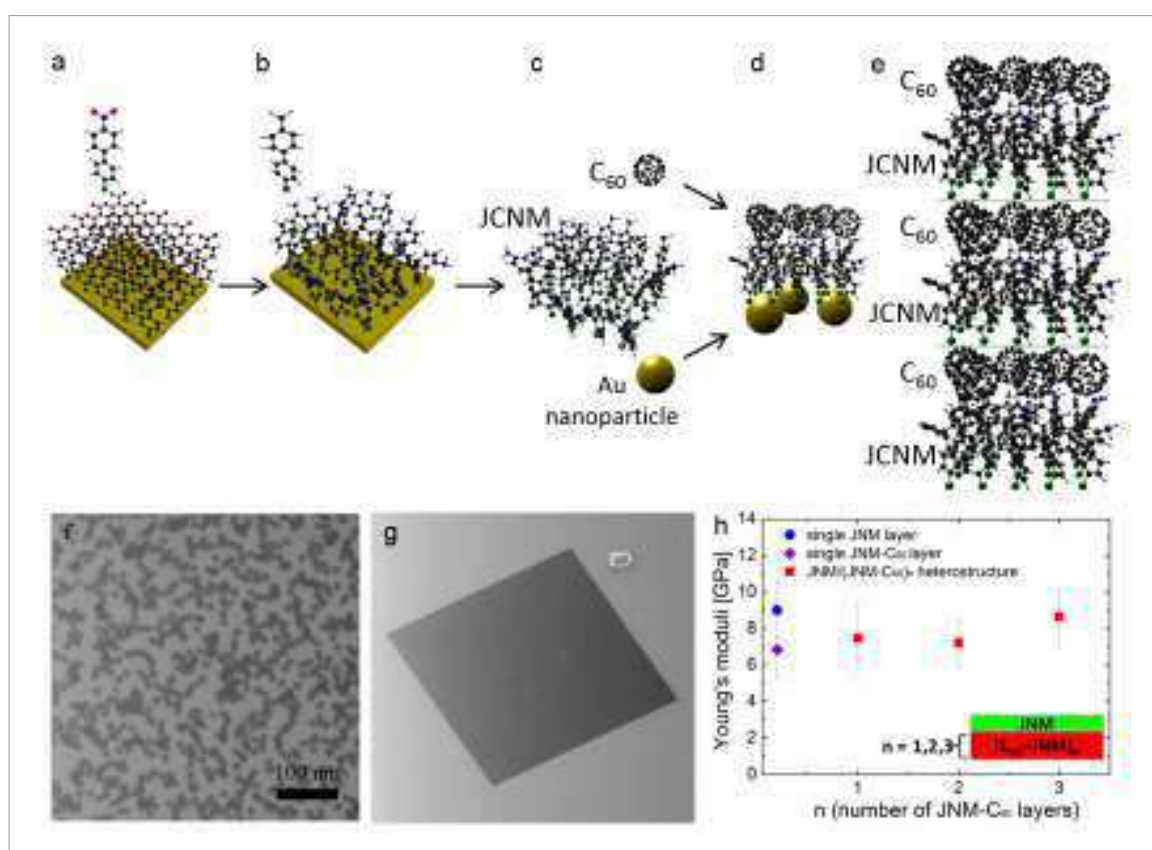 a
b
c
d
e
C60
JCNM
Au
nanoparticle
C60
JCNM
C60
JCNM
C60
JCNM
f
g
100 nm
h
14
12
10
8
6
4
2
0
Young's moduli [GPa]
single JNM layer
single JNM-C60 layer
JNM/(JNM-C60)n heterostructure
JNM
n = 1,2,3
1
2
3
n (number of JNM-C60 layers)